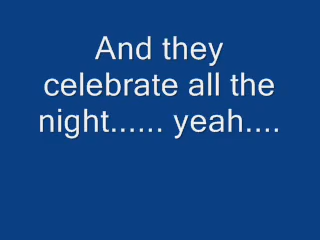 And they
celebrate all the
night...... yeah....